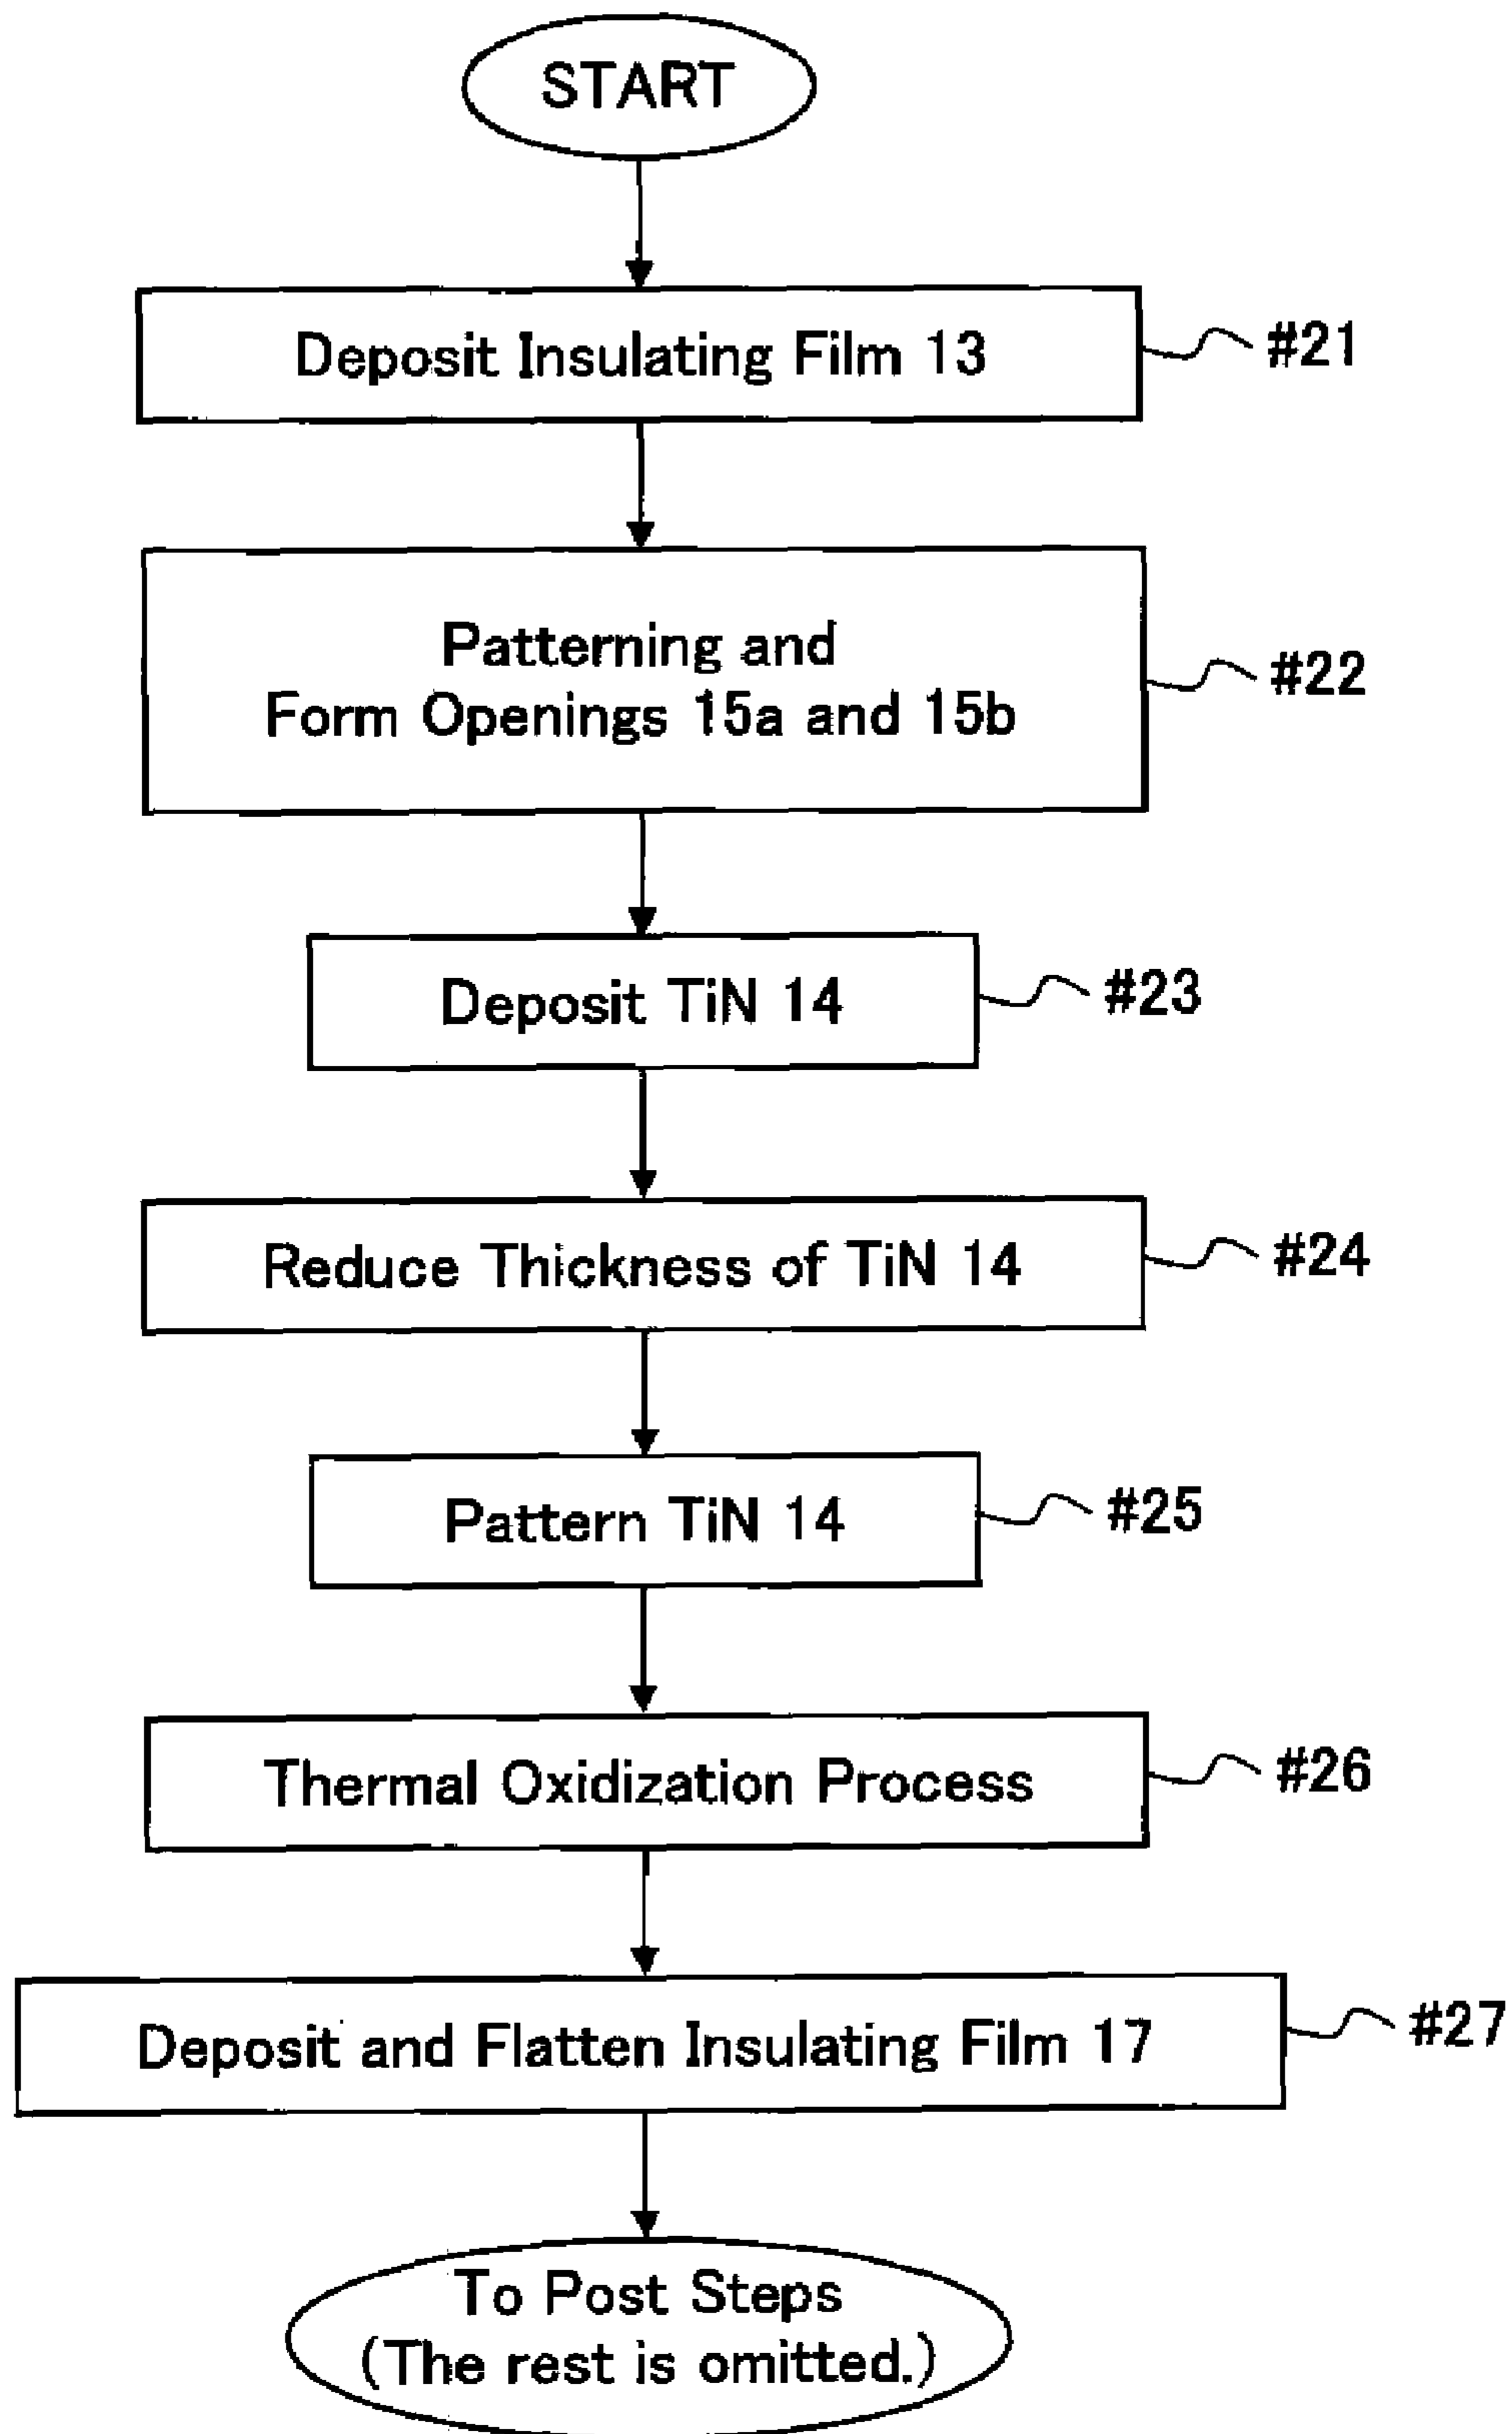 START
Deposit Insulating Film 13
#21
Patterning and
Form Openings 15a and 15b
#22
Deposit TiN 14
#23
Reduce Thickness of TiN 14
#24
Pattern TiN 14
#25
Thermal Oxidization Process
#26
Deposit and Flatten Insulating Film 17
#27
To Post Steps
(The rest is omitted.)